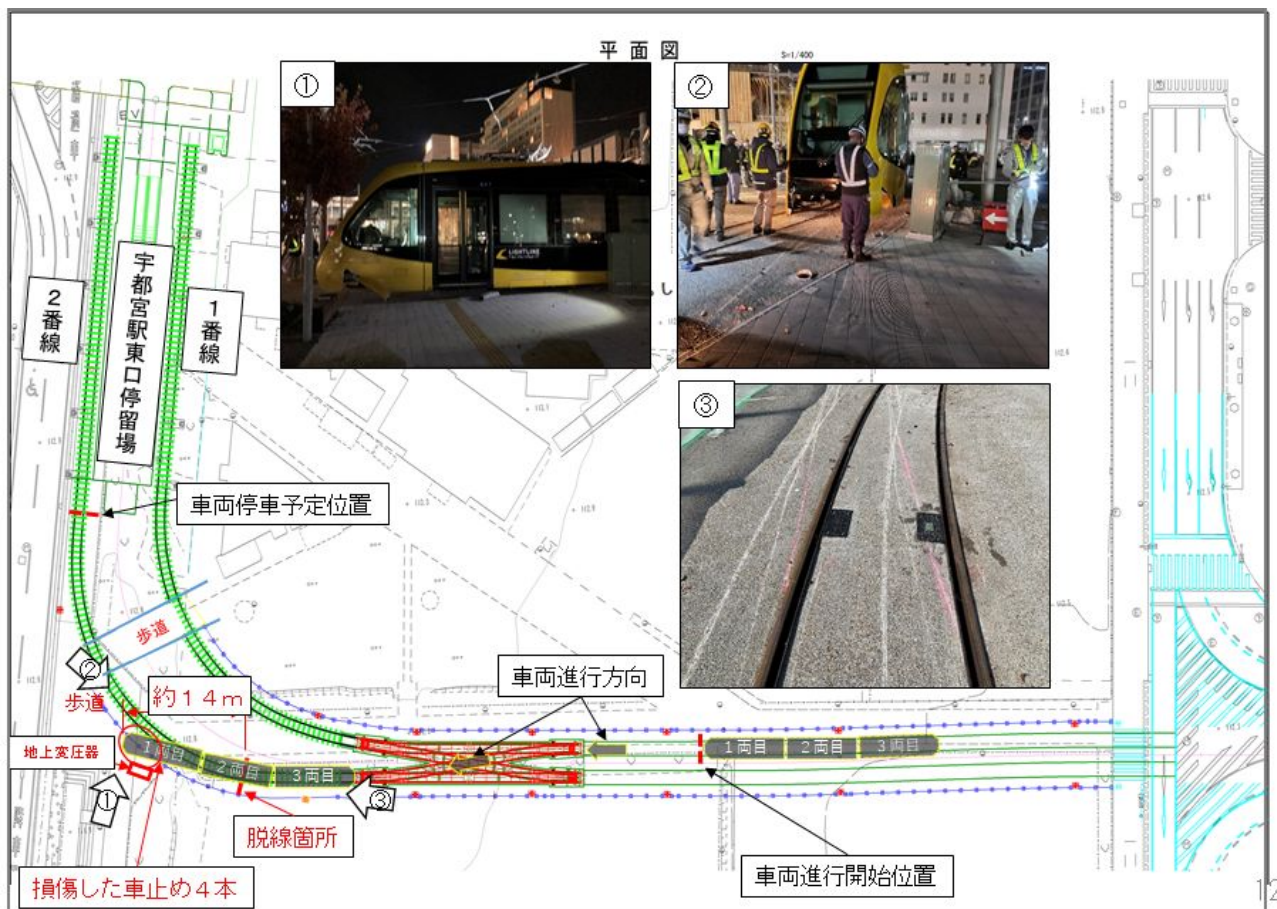 平面図
S=1/400
①
②
③
2番線
宇都宮駅東口停留場
1番線
LIGHTLINE
車両停車予定位置
歩道
②
歩道
約14m
車両進行方向
地上変圧器
1両目
2両目
3両目
1両目
2両目
3両目
①
③
脱線箇所
車両進行開始位置
損傷した車止め4本
12